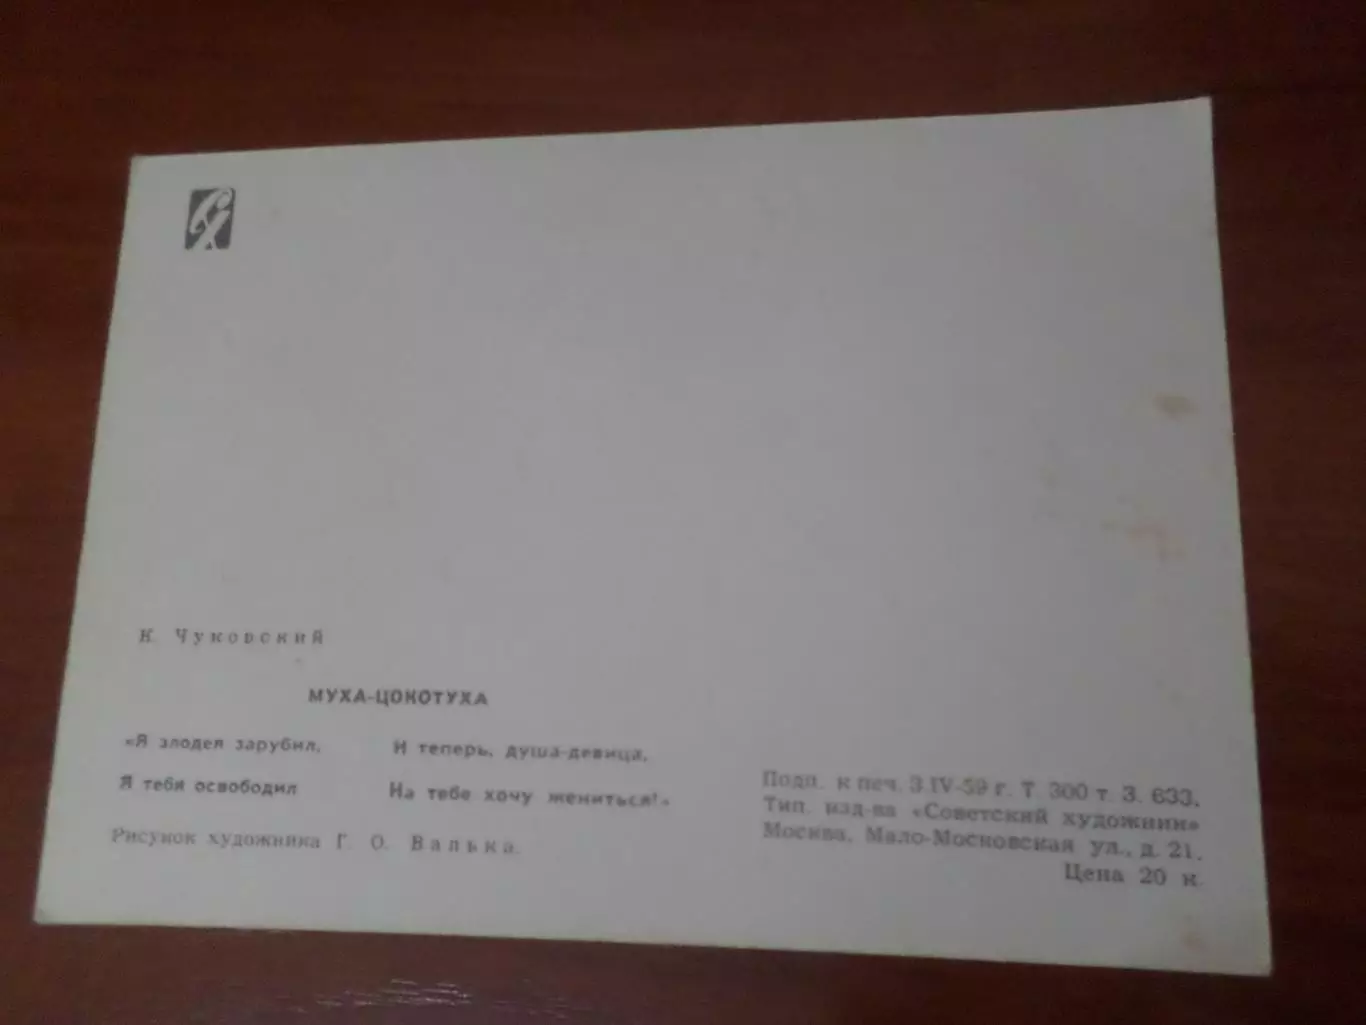 К. Чуковский
МУХА-ЦОКОТУХА
«Я злодея зарубил,
Я тебя освободил
И теперь, душа-девица,
На тебе хочу жениться!»
Рисунок художника Г. О. Валька.
Подп. к печ. 3.IV-59 г. Т 300 т. З. 633.
Тип. изд-ва «Советский художник»
Москва, Мало-Московская ул., д. 21.
Цена 20 к.